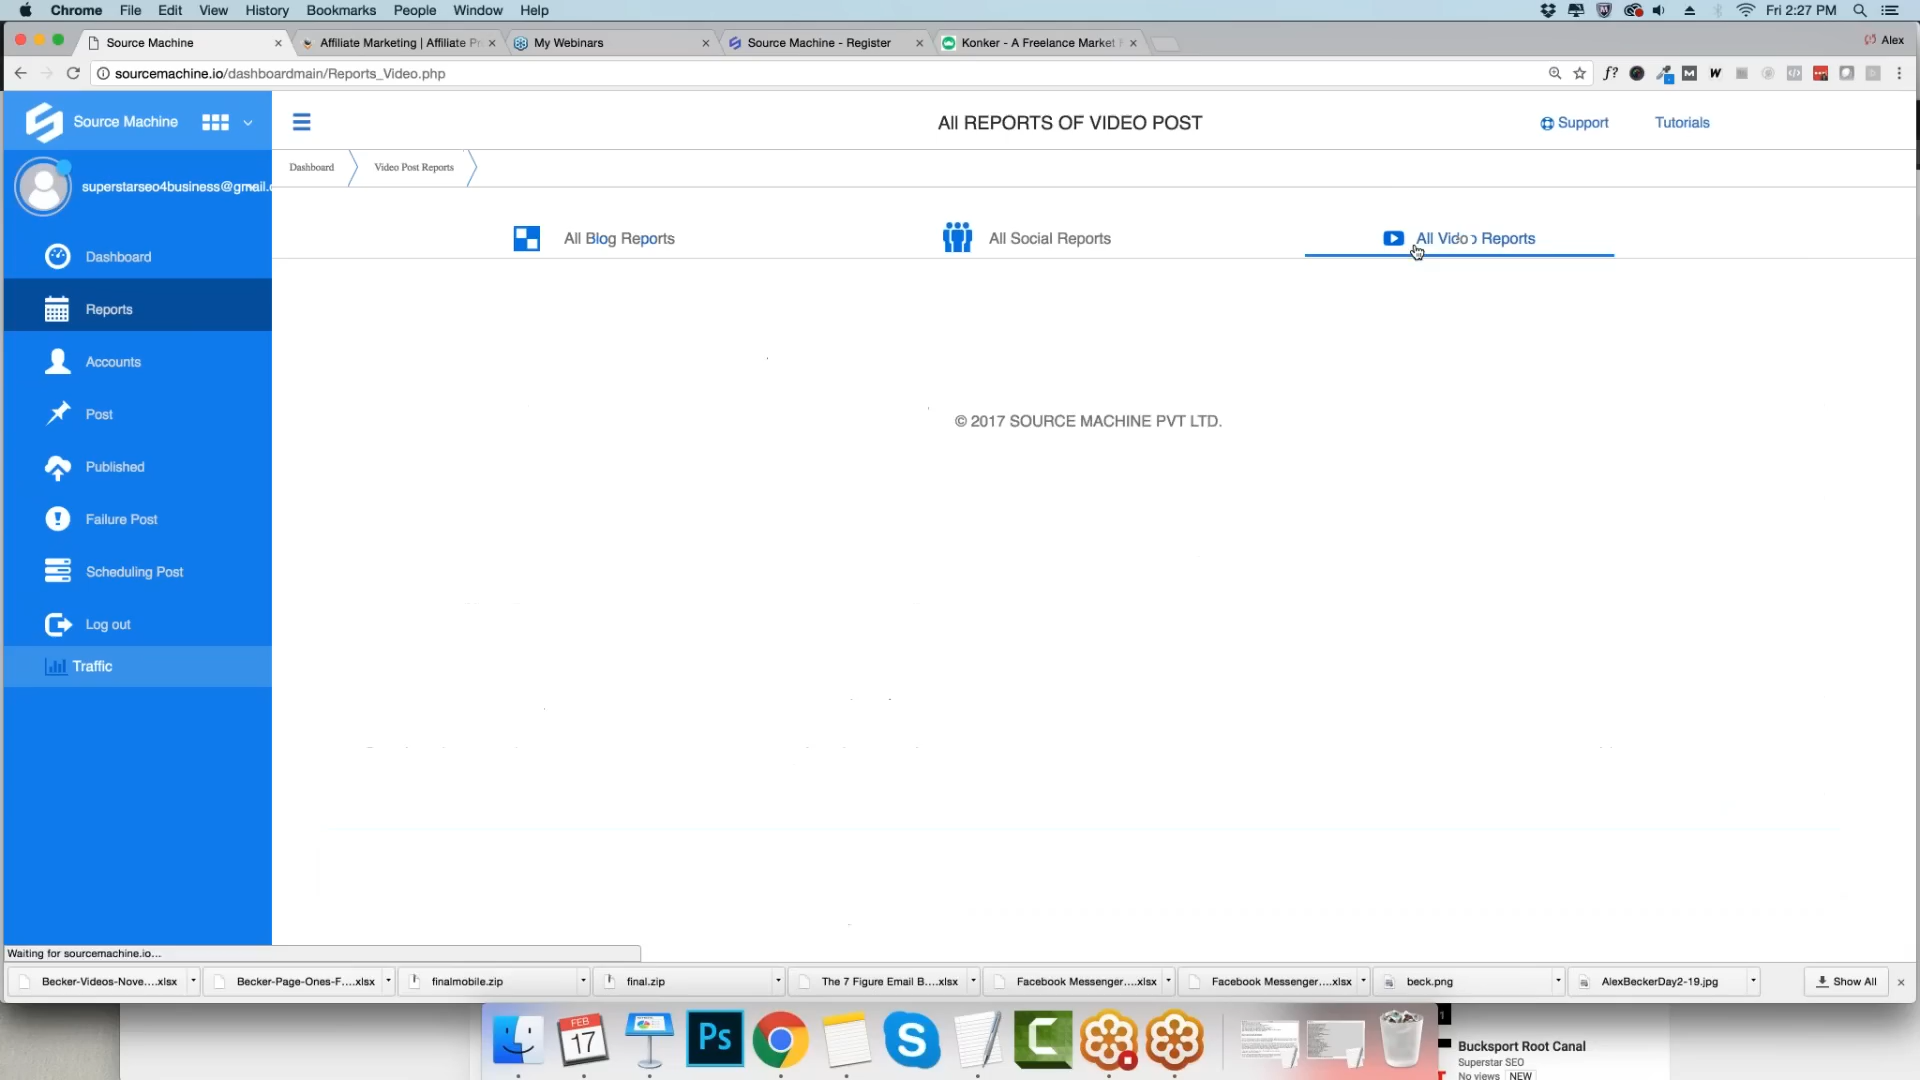 Chrome File Edit View History Bookmarks People Window Help
Fri 2:27 PM
Source Machine
Affiliate Marketing | Affiliate Pr
My Webinars
Source Machine - Register
Konker - A Freelance Market
Alex
sourcemachine.io/dashboardmain/Reports_Video.php
f?
M
W
Source Machine
All REPORTS OF VIDEO POST
Support
Tutorials
Dashboard
Video Post Reports
superstarseo4business@gmail.c
All Blog Reports
All Social Reports
All Video Reports
Dashboard
Reports
Accounts
Post
Published
Failure Post
Scheduling Post
Log out
Traffic
© 2017 SOURCE MACHINE PVT LTD.
Waiting for sourcemachine.io...
Becker-Videos-Nove....xlsx
Becker-Page-Ones-F....xlsx
finalmobile.zip
final.zip
The 7 Figure Email B....xlsx
Facebook Messenger....xlsx
Facebook Messenger....xlsx
beck.png
AlexBeckerDay2-19.jpg
Show All
FEB
17
Ps
S
C
1
Bucksport Root Canal
Superstar SEO
No views NEW